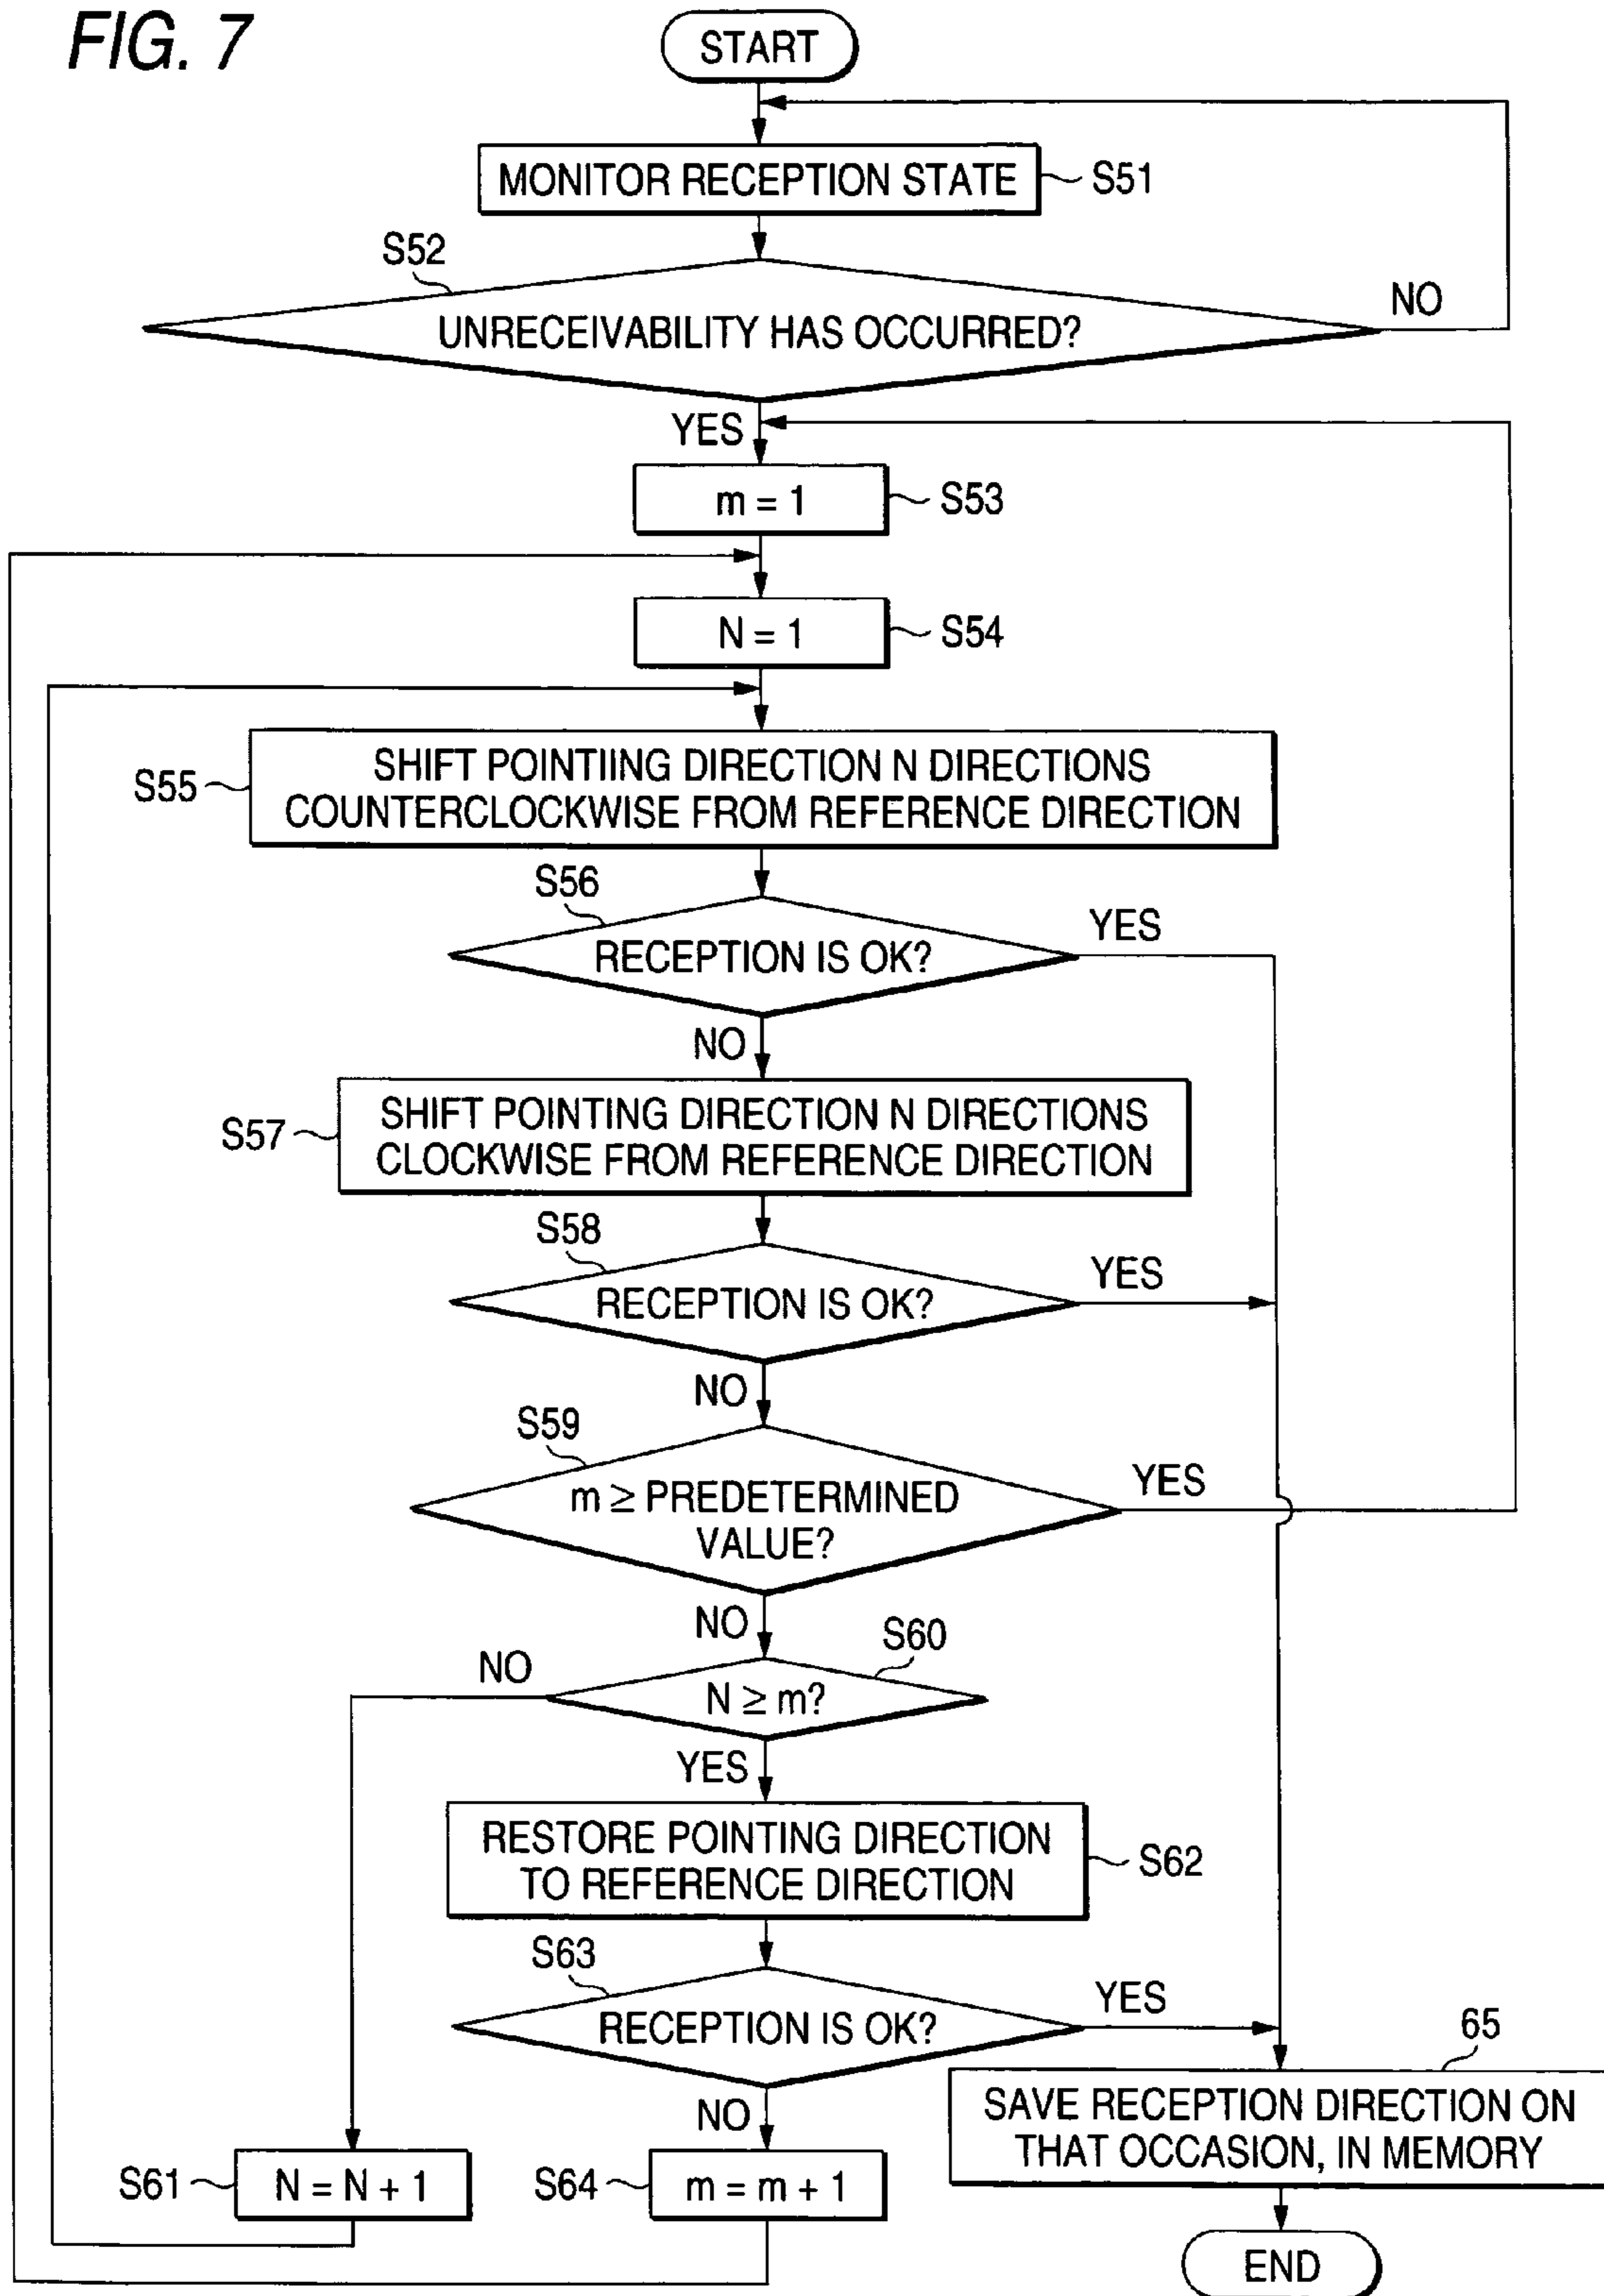 FIG. 7
START
MONITOR RECEPTION STATE
S51
S52
UNRECEIVABILITY HAS OCCURRED?
NO
YES
m = 1
S53
N = 1
S54
S55
SHIFT POINTIING DIRECTION N DIRECTIONS
COUNTERCLOCKWISE FROM REFERENCE DIRECTION
S56
RECEPTION IS OK?
YES
NO
S57
SHIFT POINTING DIRECTION N DIRECTIONS
CLOCKWISE FROM REFERENCE DIRECTION
S58
RECEPTION IS OK?
YES
NO
S59
m ≥ PREDETERMINED
VALUE?
YES
NO
S60
N ≥ m?
NO
YES
RESTORE POINTING DIRECTION
TO REFERENCE DIRECTION
S62
S63
RECEPTION IS OK?
YES
NO
65
SAVE RECEPTION DIRECTION ON
THAT OCCASION, IN MEMORY
S61
N = N + 1
S64
m = m + 1
END